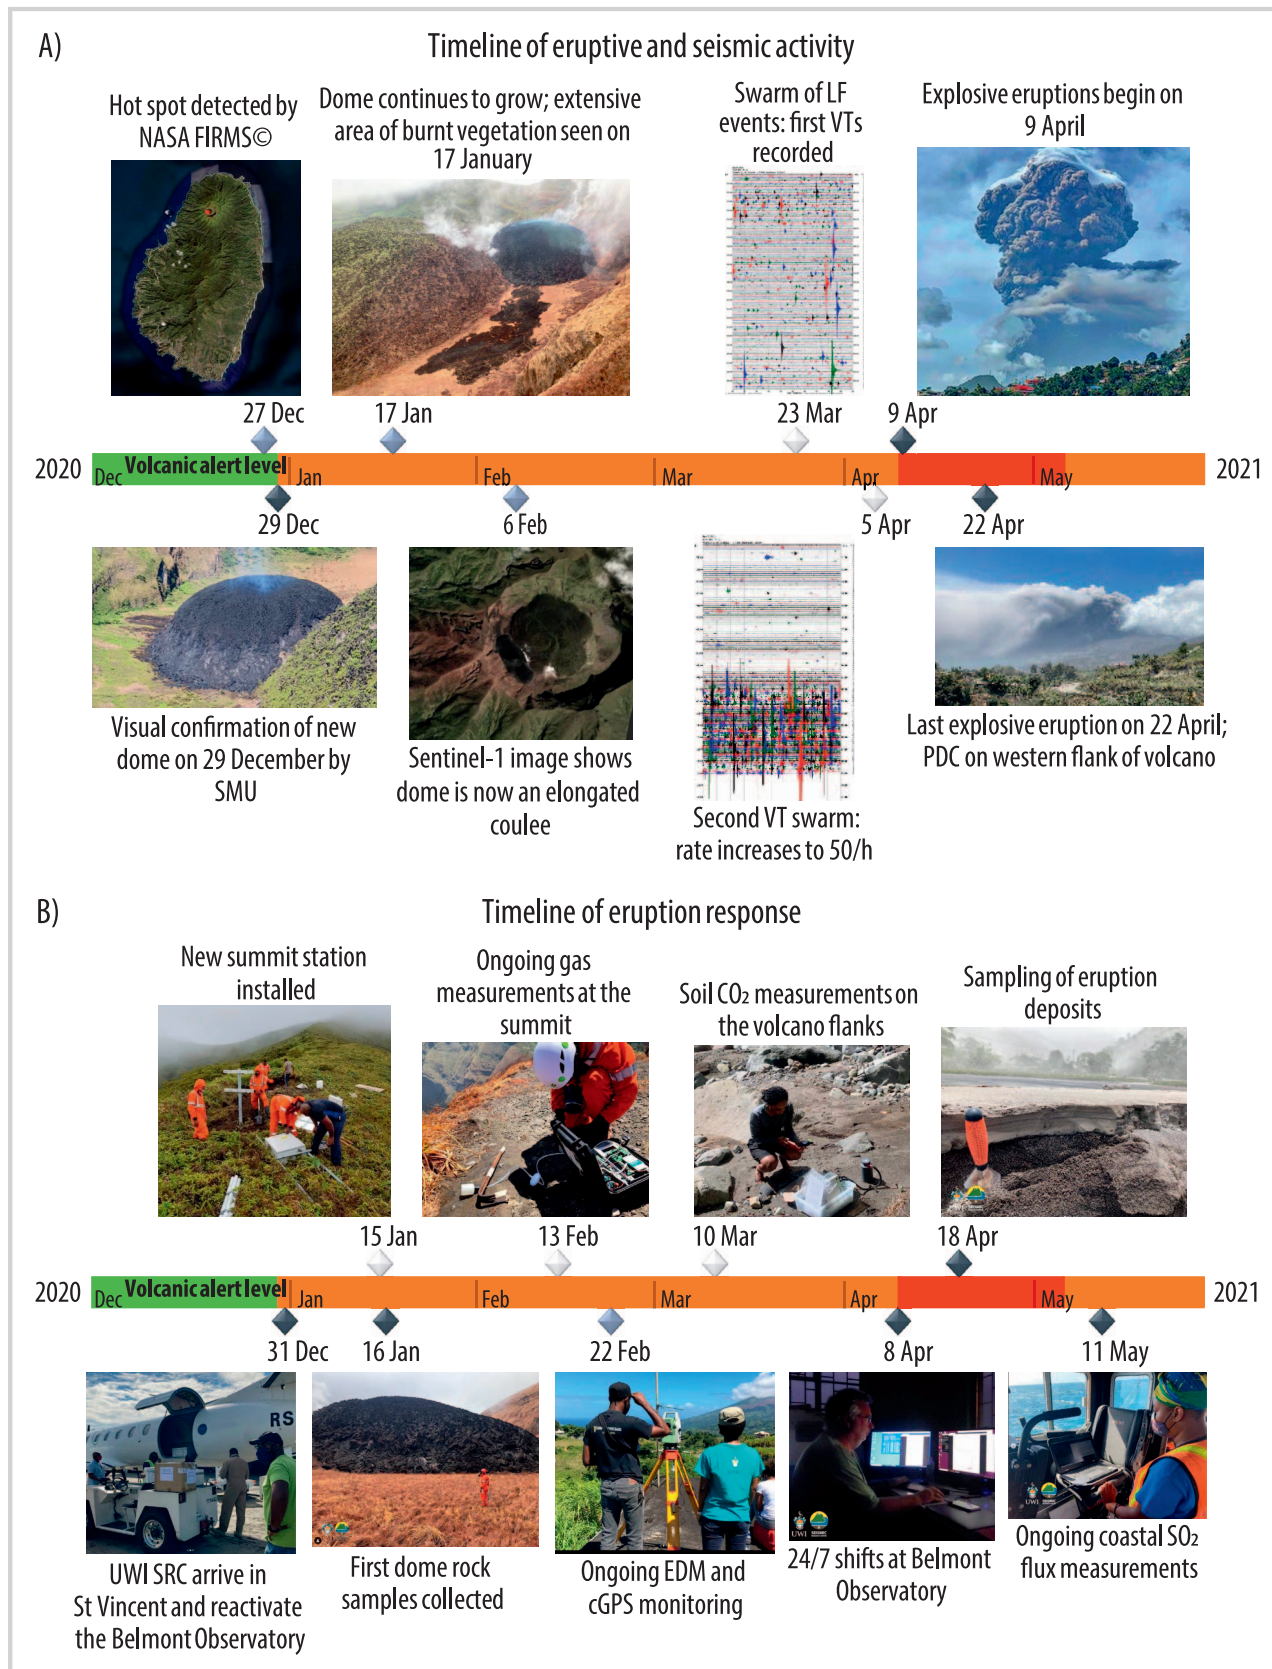 A)
Timeline of eruptive and seismic activity
Hot spot detected by
NASA FIRMS©
Dome continues to grow; extensive
area of burnt vegetation seen on
17 January
Swarm of LF
events: first VTs
recorded
Explosive eruptions begin on
9 April
27 Dec
17 Jan
23 Mar
9 Apr
2020
Dec
Volcanic alert level
Jan
Feb
Mar
Apr
May
2021
29 Dec
6 Feb
5 Apr
22 Apr
Visual confirmation of new
dome on 29 December by
SMU
Sentinel-1 image shows
dome is now an elongated
coulee
Second VT swarm:
rate increases to 50/h
Last explosive eruption on 22 April;
PDC on western flank of volcano
B)
Timeline of eruption response
New summit station
installed
Ongoing gas
measurements at the
summit
Soil CO₂ measurements on
the volcano flanks
Sampling of eruption
deposits
15 Jan
13 Feb
10 Mar
18 Apr
2020
Dec
Volcanic alert level
Jan
Feb
Mar
Apr
May
2021
31 Dec
16 Jan
22 Feb
8 Apr
11 May
RS
UWI
SEISMIC
UWI
UWI SRC arrive in
St Vincent and reactivate
the Belmont Observatory
First dome rock
samples collected
Ongoing EDM and
cGPS monitoring
24/7 shifts at Belmont
Observatory
Ongoing coastal SO₂
flux measurements